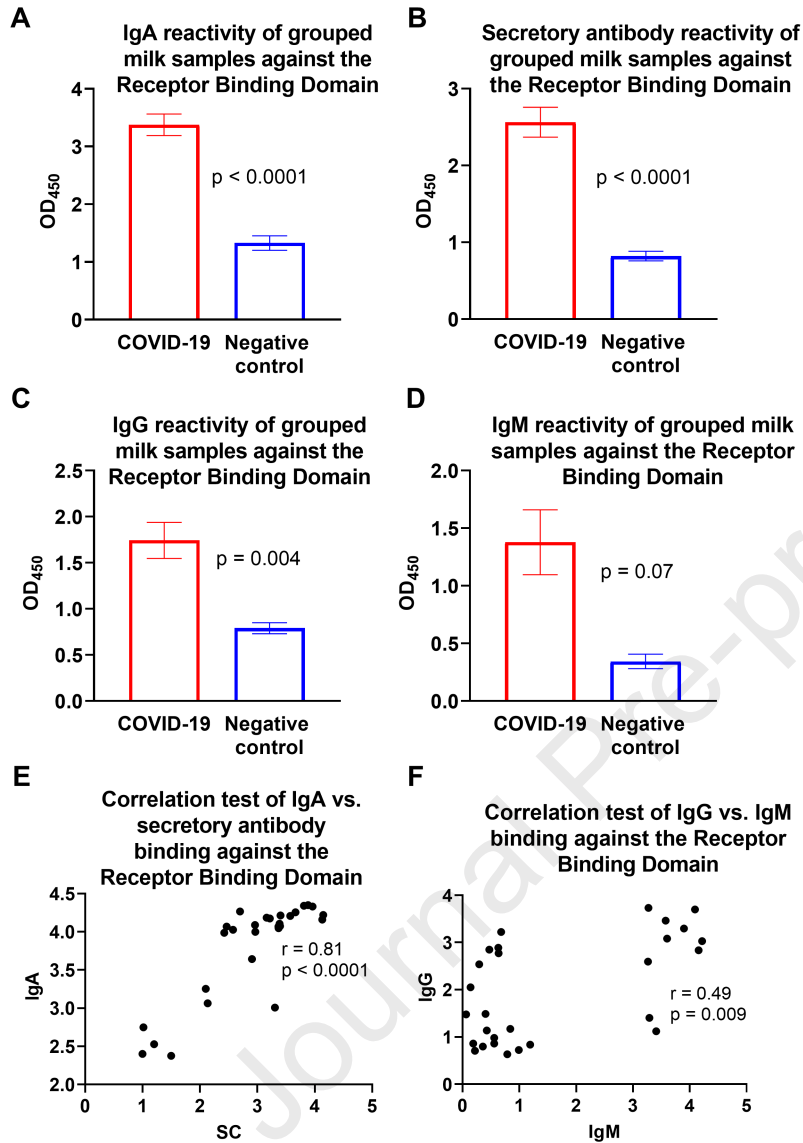 A
IgA reactivity of grouped
milk samples against the
Receptor Binding Domain
4
3
2
1
0
OD450
p < 0.0001
COVID-19
Negative
control
B
Secretory antibody reactivity of
grouped milk samples against
the Receptor Binding Domain
3
2
1
0
OD450
p < 0.0001
COVID-19
Negative
control
C
IgG reactivity of grouped
milk samples against the
Receptor Binding Domain
2.5
2.0
1.5
1.0
0.5
0.0
OD450
p = 0.004
COVID-19
Negative
control
D
IgM reactivity of grouped milk
samples against the Receptor
Binding Domain
2.0
1.5
1.0
0.5
0.0
OD450
p = 0.07
COVID-19
Negative
control
E
Correlation test of IgA vs.
secretory antibody
binding against the
Receptor Binding Domain
4.5
4.0
3.5
3.0
2.5
2.0
IgA
r = 0.81
p < 0.0001
0 1 2 3 4 5
SC
F
Correlation test of IgG vs. IgM
binding against the Receptor
Binding Domain
4
3
2
1
0
IgG
r = 0.49
p = 0.009
0 1 2 3 4 5
IgM
Journal Pre-pr